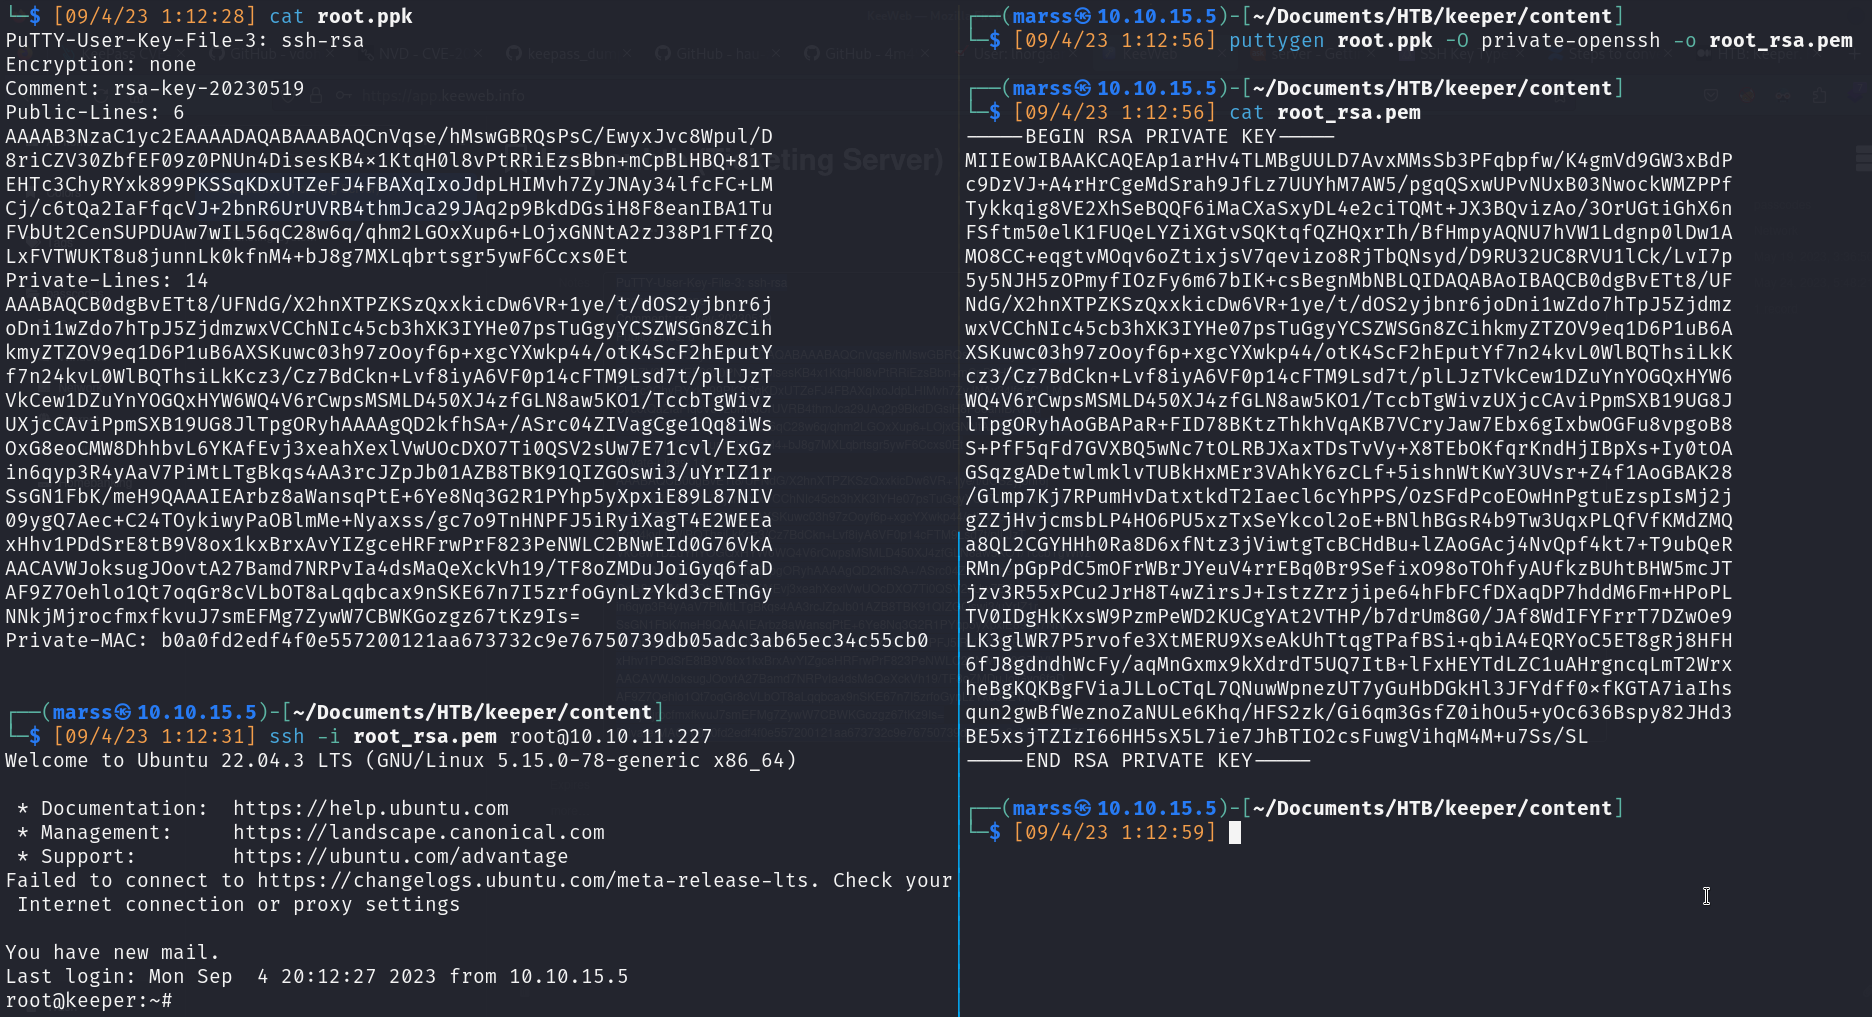 └─$ [09/4/23 1:12:28] cat root.ppk
PuTTY-User-Key-File-3: ssh-rsa
Encryption: none
Comment: rsa-key-20230519
Public-Lines: 6
AAAAB3NzaC1yc2EAAAADAQABAAABAQCnVqse/hMswGBRQsPsC/EwyxJvc8Wpul/D
8riCZV30ZbfEF09z0PNUn4DisesKB4×1KtqH0l8vPtRRiEzsBbn+mCpBLHBQ+81T
EHTc3ChyRYxk899PKSSqKDxUTZeFJ4FBAXqIxoJdpLHIMvh7ZyJNAy34lfcFC+LM
Cj/c6tQa2IaFfqcVJ+2bnR6UrUVRB4thmJca29JAq2p9BkdDGsiH8F8eanIBA1Tu
FVbUt2CenSUPDUAw7wIL56qC28w6q/qhm2LGOxXup6+LOjxGNNtA2zJ38P1FTfZQ
LxFVTWUKT8u8junnLk0kfnM4+bJ8g7MXLqbrtsgr5ywF6Ccxs0Et
Private-Lines: 14
AAABAQCB0dgBvETt8/UFNdG/X2hnXTPZKSzQxxkicDw6VR+1ye/t/dOS2yjbnr6j
oDni1wZdo7hTpJ5ZjdmzwxVCChNIc45cb3hXK3IYHe07psTuGgyYCSZWSGn8ZCih
kmyZTZOV9eq1D6P1uB6AXSKuwc03h97zOoyf6p+xgcYXwkp44/otK4ScF2hEputY
f7n24kvL0WlBQThsiLkKcz3/Cz7BdCkn+Lvf8iyA6VF0p14cFTM9Lsd7t/plLJzT
VkCew1DZuYnYOGQxHYW6WQ4V6rCwpsMSMLD450XJ4zfGLN8aw5KO1/TccbTgWivz
UXjcCAviPpmSXB19UG8JlTpgORyhAAAAgQD2kfhSA+/ASrc04ZIVagCge1Qq8iWs
OxG8eoCMW8DhhbvL6YKAfEvj3xeahXexlVwUOcDXO7Ti0QSV2sUw7E71cvl/ExGz
in6qyp3R4yAaV7PiMtLTgBkqs4AA3rcJZpJb01AZB8TBK91QIZGOswi3/uYrIZ1r
SsGN1FbK/meH9QAAAIEArbz8aWansqPtE+6Ye8Nq3G2R1PYhp5yXpxiE89L87NIV
09ygQ7Aec+C24TOykiwyPaOBlmMe+Nyaxss/gc7o9TnHNPFJ5iRyiXagT4E2WEEa
xHhv1PDdSrE8tB9V8ox1kxBrxAvYIZgceHRFrwPrF823PeNWLC2BNwEId0G76VkA
AACAVWJoksugJOovtA27Bamd7NRPvIa4dsMaQeXckVh19/TF8oZMDuJoiGyq6faD
AF9Z7Oehlo1Qt7oqGr8cVLbOT8aLqqbcax9nSKE67n7I5zrfoGynLzYkd3cETnGy
NNkjMjrocfmxfkvuJ7smEFMg7ZywW7CBWKGozgz67tKz9Is=
Private-MAC: b0a0fd2edf4f0e557200121aa673732c9e76750739db05adc3ab65ec34c55cb0
┌──(marss㉿10.10.15.5)-[~/Documents/HTB/keeper/content]
└─$ [09/4/23 1:12:31] ssh -i root_rsa.pem root@10.10.11.227
Welcome to Ubuntu 22.04.3 LTS (GNU/Linux 5.15.0-78-generic x86_64)
* Documentation: https://help.ubuntu.com
* Management: https://landscape.canonical.com
* Support: https://ubuntu.com/advantage
Failed to connect to https://changelogs.ubuntu.com/meta-release-lts. Check your
Internet connection or proxy settings
You have new mail.
Last login: Mon Sep  4 20:12:27 2023 from 10.10.15.5
root@keeper:~#
┌──(marss㉿10.10.15.5)-[~/Documents/HTB/keeper/content]
└─$ [09/4/23 1:12:56] puttygen root.ppk -O private-openssh -o root_rsa.pem
┌──(marss㉿10.10.15.5)-[~/Documents/HTB/keeper/content]
└─$ [09/4/23 1:12:56] cat root_rsa.pem
-----BEGIN RSA PRIVATE KEY-----
MIIEowIBAAKCAQEAp1arHv4TLMBgUULD7AvxMMsSb3PFqbpfw/K4gmVd9GW3xBdP
c9DzVJ+A4rHrCgeMdSrah9JfLz7UUYhM7AW5/pgqQSxwUPvNUxB03NwockWMZPPf
Tykkqig8VE2XhSeBQQF6iMaCXaSxyDL4e2ciTQMt+JX3BQvizAo/3OrUGtiGhX6n
FSftm50elK1FUQeLYZiXGtvSQKtqfQZHQxrIh/BfHmpyAQNU7hVW1Ldgnp0lDw1A
MO8CC+eqgtvMOqv6oZtixjsV7qevizo8RjTbQNsyd/D9RU32UC8RVU1lCk/LvI7p
5y5NJH5zOPmyfIOzFy6m67bIK+csBegnMbNBLQIDAQABAoIBAQCB0dgBvETt8/UF
NdG/X2hnXTPZKSzQxxkicDw6VR+1ye/t/dOS2yjbnr6joDni1wZdo7hTpJ5Zjdmz
wxVCChNIc45cb3hXK3IYHe07psTuGgyYCSZWSGn8ZCihkmyZTZOV9eq1D6P1uB6A
XSKuwc03h97zOoyf6p+xgcYXwkp44/otK4ScF2hEputYf7n24kvL0WlBQThsiLkK
cz3/Cz7BdCkn+Lvf8iyA6VF0p14cFTM9Lsd7t/plLJzTVkCew1DZuYnYOGQxHYW6
WQ4V6rCwpsMSMLD450XJ4zfGLN8aw5KO1/TccbTgWivzUXjcCAviPpmSXB19UG8J
lTpgORyhAoGBAPaR+FID78BKtzThkhVqAKB7VCryJaw7Ebx6gIxbwOGFu8vpgoB8
S+PfF5qFd7GVXBQ5wNc7tOLRBJXaxTDsTvVy+X8TEbOKfqrKndHjIBpXs+Iy0tOA
GSqzgADetwlmklvTUBkHxMEr3VAhkY6zCLf+5ishnWtKwY3UVsr+Z4f1AoGBAK28
/Glmp7Kj7RPumHvDatxtkdT2Iaecl6cYhPPS/OzSFdPcoEOwHnPgtuEzspIsMj2j
gZZjHvjcmsbLP4HO6PU5xzTxSeYkcol2oE+BNlhBGsR4b9Tw3UqxPLQfVfKMdZMQ
a8QL2CGYHHh0Ra8D6xfNtz3jViwtgTcBCHdBu+lZAoGAcj4NvQpf4kt7+T9ubQeR
RMn/pGpPdC5mOFrWBrJYeuV4rrEBq0Br9SefixO98oTOhfyAUfkzBUhtBHW5mcJT
jzv3R55xPCu2JrH8T4wZirsJ+IstzZrzjipe64hFbFCfDXaqDP7hddM6Fm+HPoPL
TV0IDgHkKxsW9PzmPeWD2KUCgYAt2VTHP/b7drUm8G0/JAf8WdIFYFrrT7DZwOe9
LK3glWR7P5rvofe3XtMERU9XseAkUhTtqgTPafBSi+qbiA4EQRYoC5ET8gRj8HFH
6fJ8gdndhWcFy/aqMnGxmx9kXdrdT5UQ7ItB+lFxHEYTdLZC1uAHrgncqLmT2Wrx
heBgKQKBgFViaJLLoCTqL7QNuwWpnezUT7yGuHbDGkHl3JFYdff0×fKGTA7iaIhs
qun2gwBfWeznoZaNULe6Khq/HFS2zk/Gi6qm3GsfZ0ihOu5+yOc636Bspy82JHd3
BE5xsjTZIzI66HH5sX5L7ie7JhBTIO2csFuwgVihqM4M+u7Ss/SL
-----END RSA PRIVATE KEY-----
┌──(marss㉿10.10.15.5)-[~/Documents/HTB/keeper/content]
└─$ [09/4/23 1:12:59]